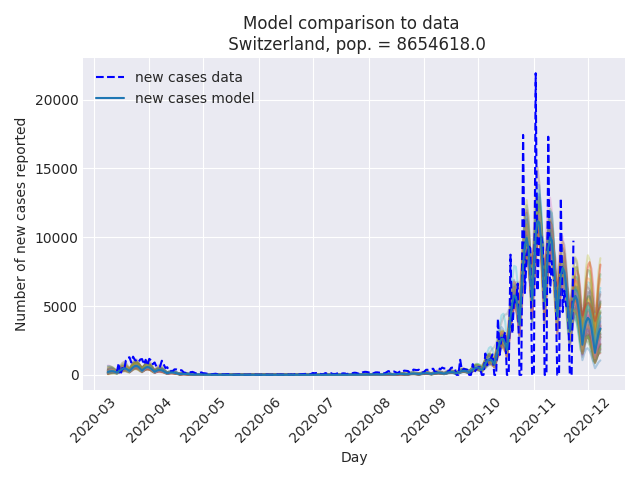 Model comparison to data
Switzerland, pop. = 8654618.0
new cases data
new cases model
Number of new cases reported
20000
15000
10000
5000
0
2020-03
2020-04
2020-05
2020-06
2020-07
2020-08
2020-09
2020-10
2020-11
2020-12
Day